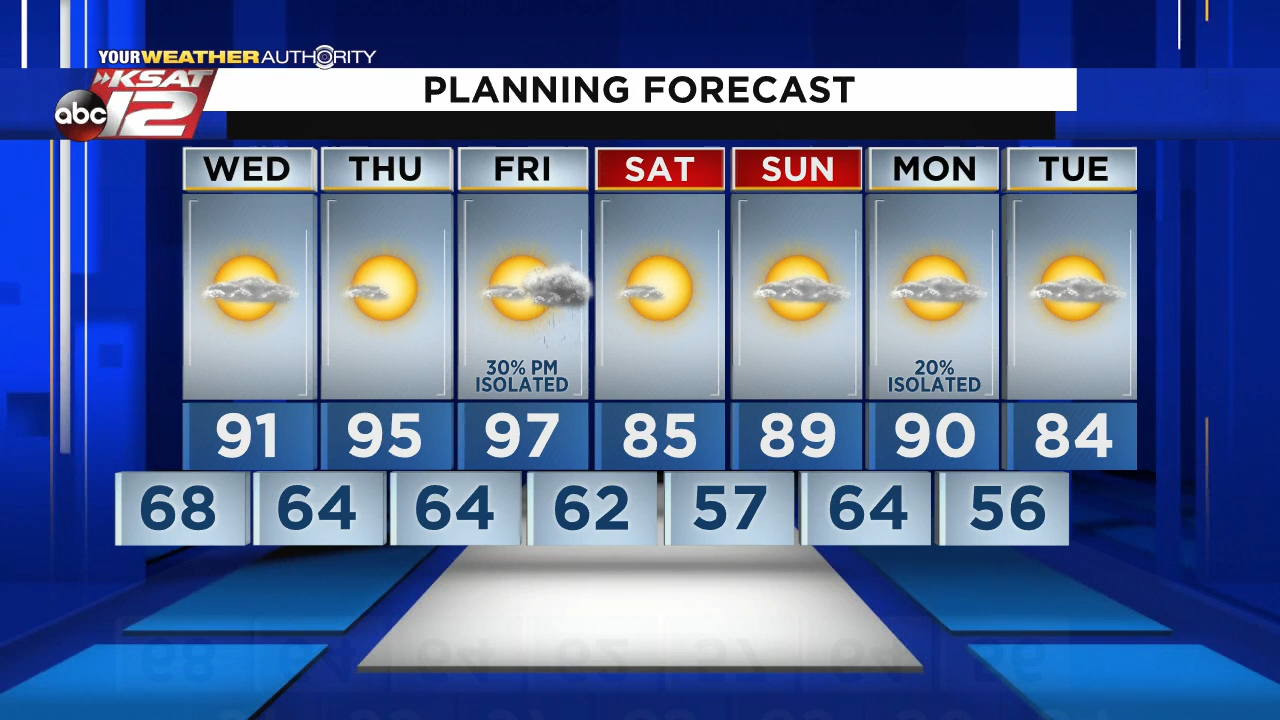 YOURWEATHERAUTHORITY
KSAT
abc 12
PLANNING FORECAST
WED THU FRI SAT SUN MON TUE
30% PM
ISOLATED
20%
ISOLATED
91 95 97 85 89 90 84
68 64 64 62 57 64 56